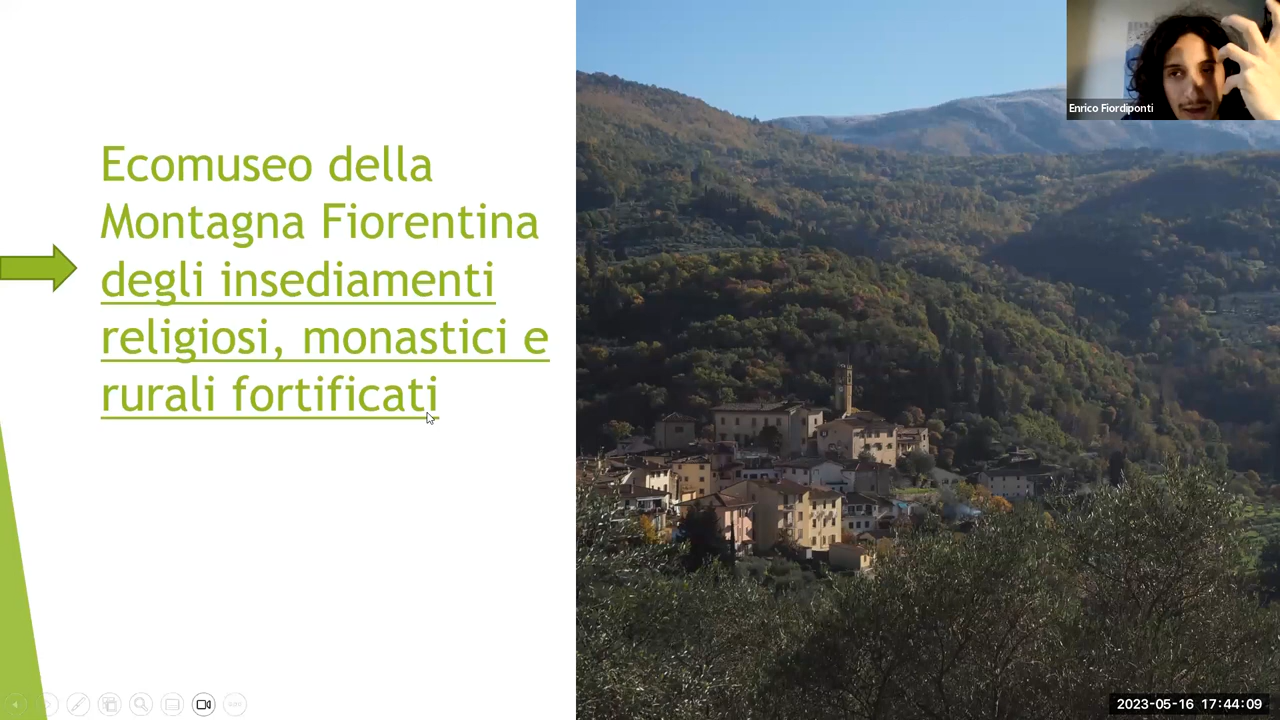 Ecomuseo della
Montagna Fiorentina
degli insediamenti
religiosi, monastici e
rurali fortificati
Enrico Fiordiponti
2023-05-16 17:44:09